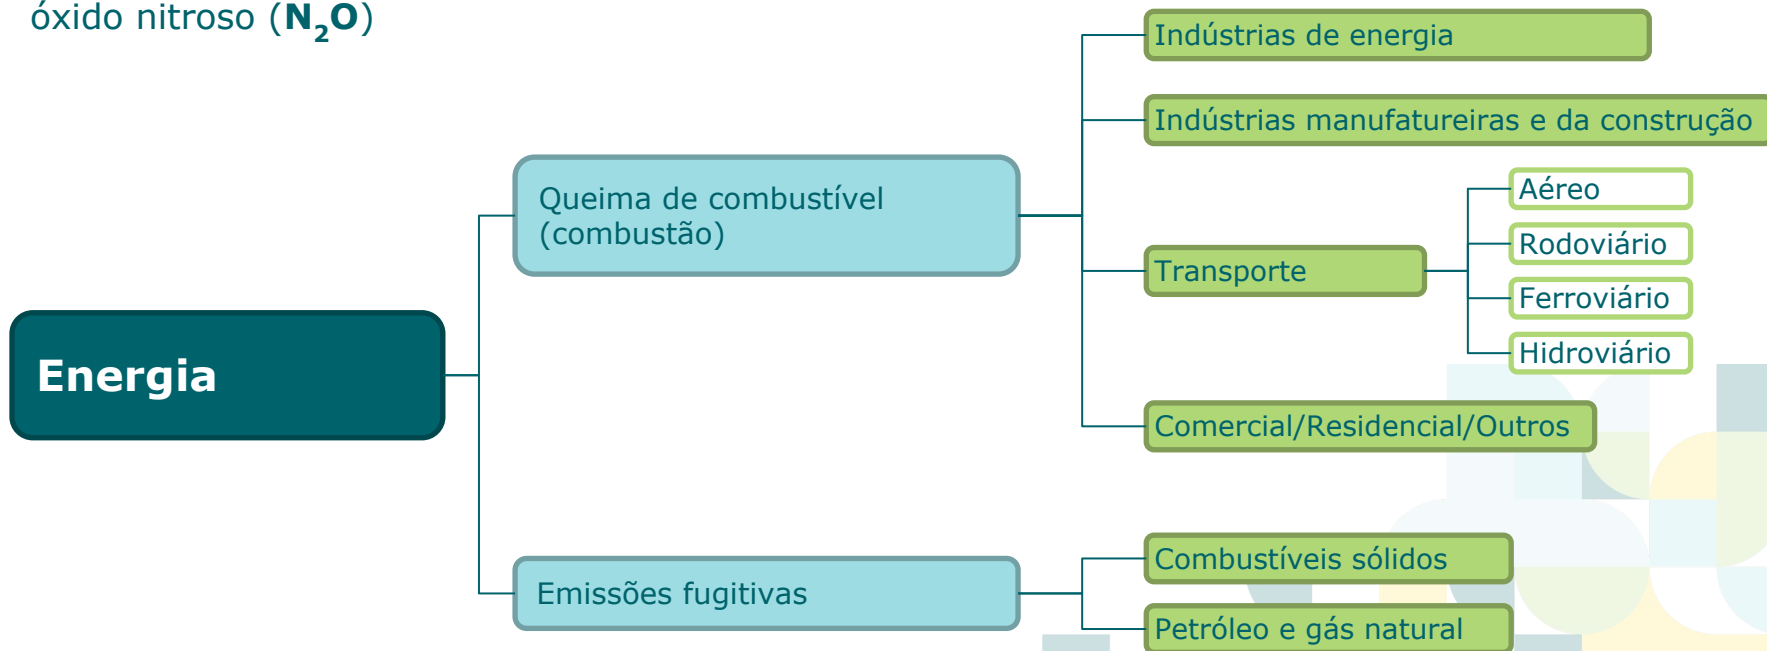 óxido nitroso (N₂O)
Indústrias de energia
Indústrias manufatureiras e da construção
Queima de combustível
(combustão)
Transporte
Aéreo
Rodoviário
Ferroviário
Hidroviário
Comercial/Residencial/Outros
Energia
Emissões fugitivas
Combustíveis sólidos
Petróleo e gás natural